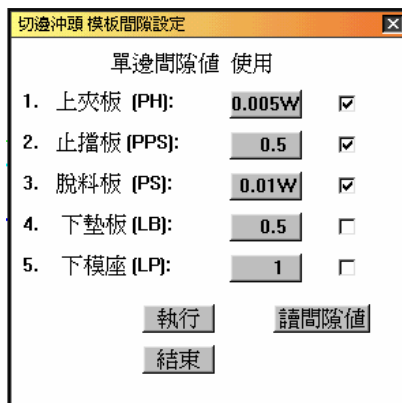 切邊沖頭 模板間隙設定
單邊間隙值 使用
1. 上夾板 (PH): 0.005W
2. 止擋板 (PPS): 0.5
3. 脫料板 (PS): 0.01W
4. 下墊板 (LB): 0.5
5. 下模座 (LP): 1
執行 讀間隙值
結束